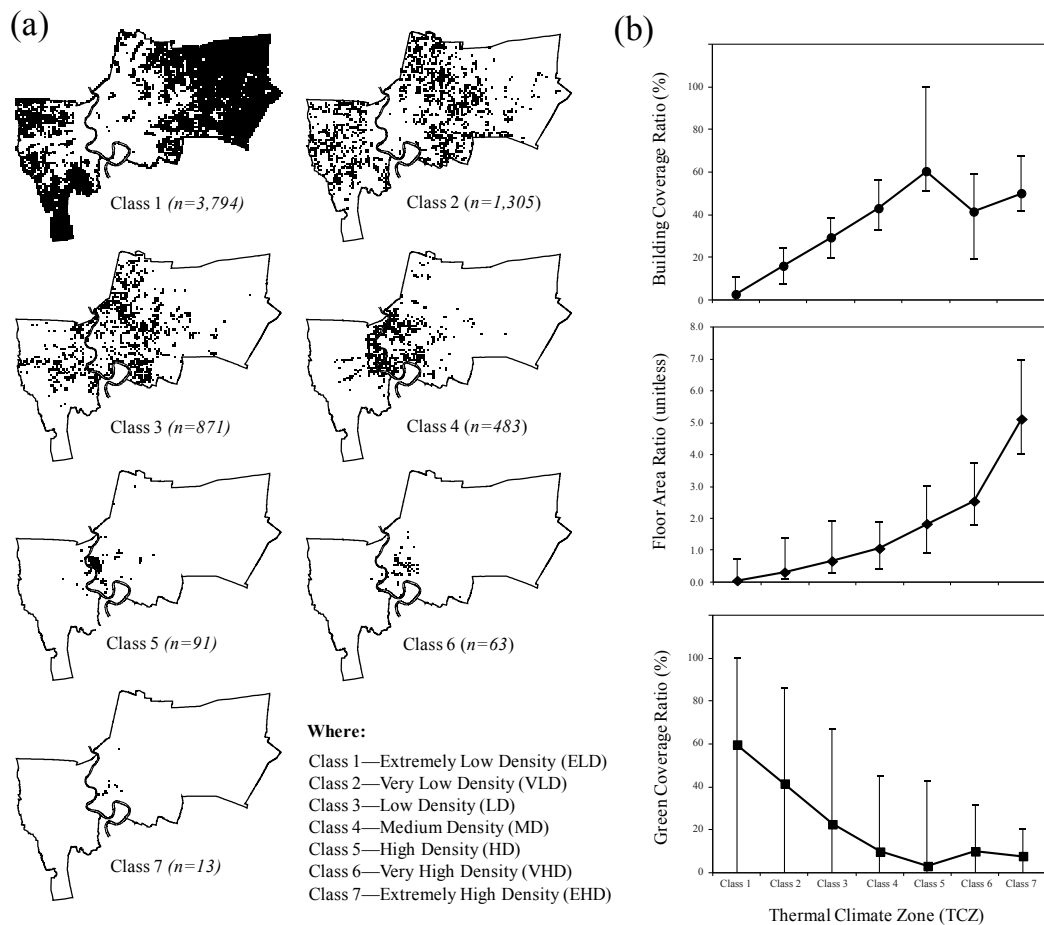 (a)
Class 1 (n=3,794)
Class 2 (n=1,305)
Class 3 (n=871)
Class 4 (n=483)
Class 5 (n=91)
Class 6 (n=63)
Class 7 (n=13)
Where:
Class 1—Extremely Low Density (ELD)
Class 2—Very Low Density (VLD)
Class 3—Low Density (LD)
Class 4—Medium Density (MD)
Class 5—High Density (HD)
Class 6—Very High Density (VHD)
Class 7—Extremely High Density (EHD)
(b)
Building Coverage Ratio (%)
100
80
60
40
20
0
Floor Area Ratio (unitless)
8.0
7.0
6.0
5.0
4.0
3.0
2.0
1.0
0.0
Green Coverage Ratio (%)
100
80
60
40
20
0
Class 1 Class 2 Class 3 Class 4 Class 5 Class 6 Class 7
Thermal Climate Zone (TCZ)